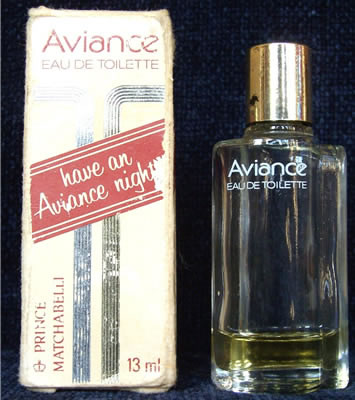 Aviance
EAU DE TOILETTE
have an
Aviance night
PRINCE
MATCHABELLI
13 ml
Aviance
EAU DE TOILETTE